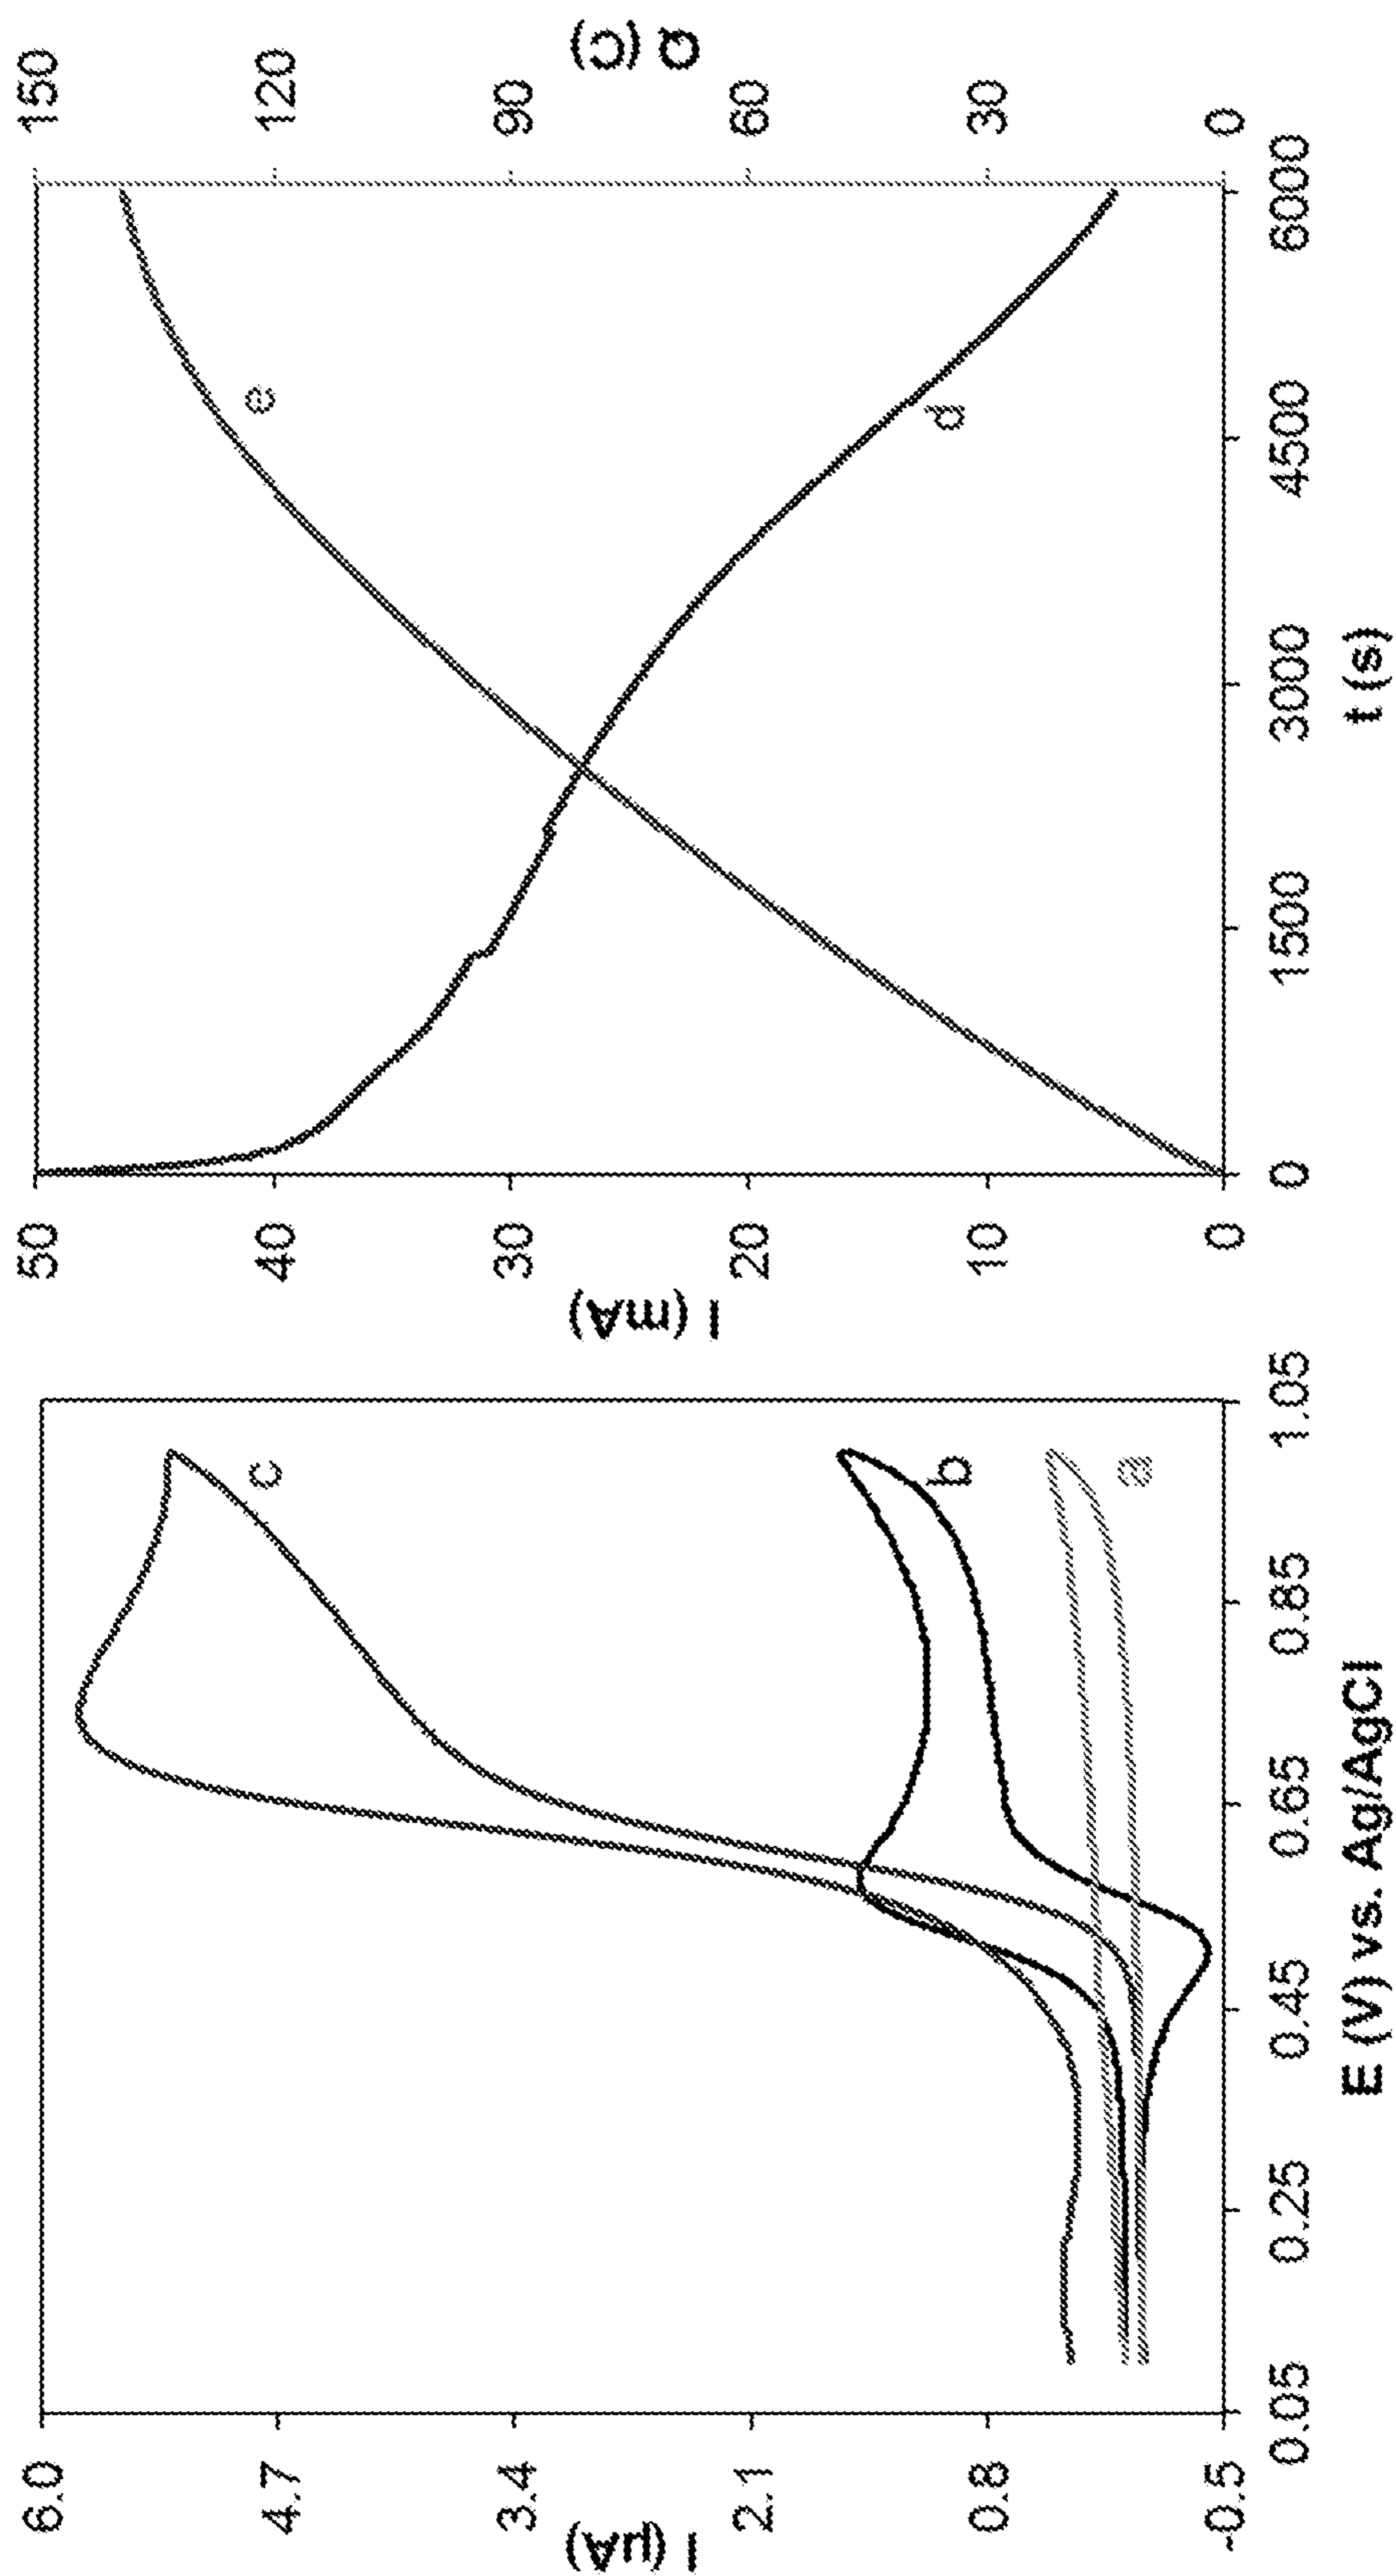 6.0
4.7
3.4
2.1
0.8
-0.5
I (µA)
0.05
0.25
0.45
0.65
0.85
1.05
E (V) vs. Ag/AgCl
c
b
a
50
40
30
20
10
0
I (mA)
0
1500
3000
4500
6000
t (s)
e
d
150
120
90
60
30
0
Q (C)